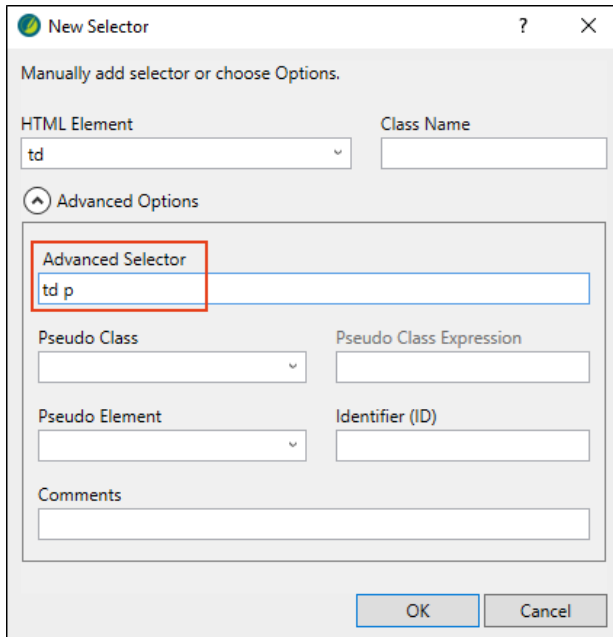 New Selector
?
Manually add selector or choose Options.
HTML Element
Class Name
td
Advanced Options
Advanced Selector
td p
Pseudo Class
Pseudo Class Expression
Pseudo Element
Identifier (ID)
Comments
OK
Cancel